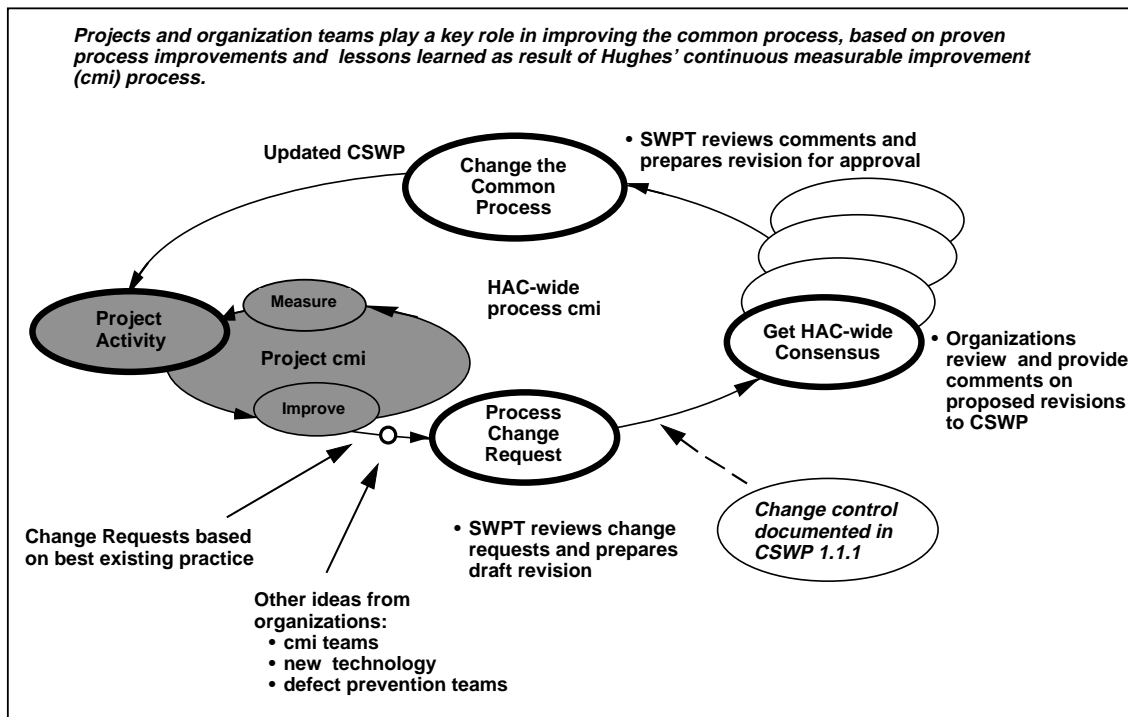 Projects and organization teams play a key role in improving the common process, based on proven
process improvements and lessons learned as result of Hughes’ continuous measurable improvement
(cmi) process.
Updated CSWP
Change the
Common
Process
• SWPT reviews comments and
prepares revision for approval
Project
Activity
Measure
Project cmi
Improve
HAC-wide
process cmi
Get HAC-wide
Consensus
• Organizations
review and provide
comments on
proposed revisions
to CSWP
Process
Change
Request
Change Requests based
on best existing practice
• SWPT reviews change
requests and prepares
draft revision
Change control
documented in
CSWP 1.1.1
Other ideas from
organizations:
• cmi teams
• new technology
• defect prevention teams